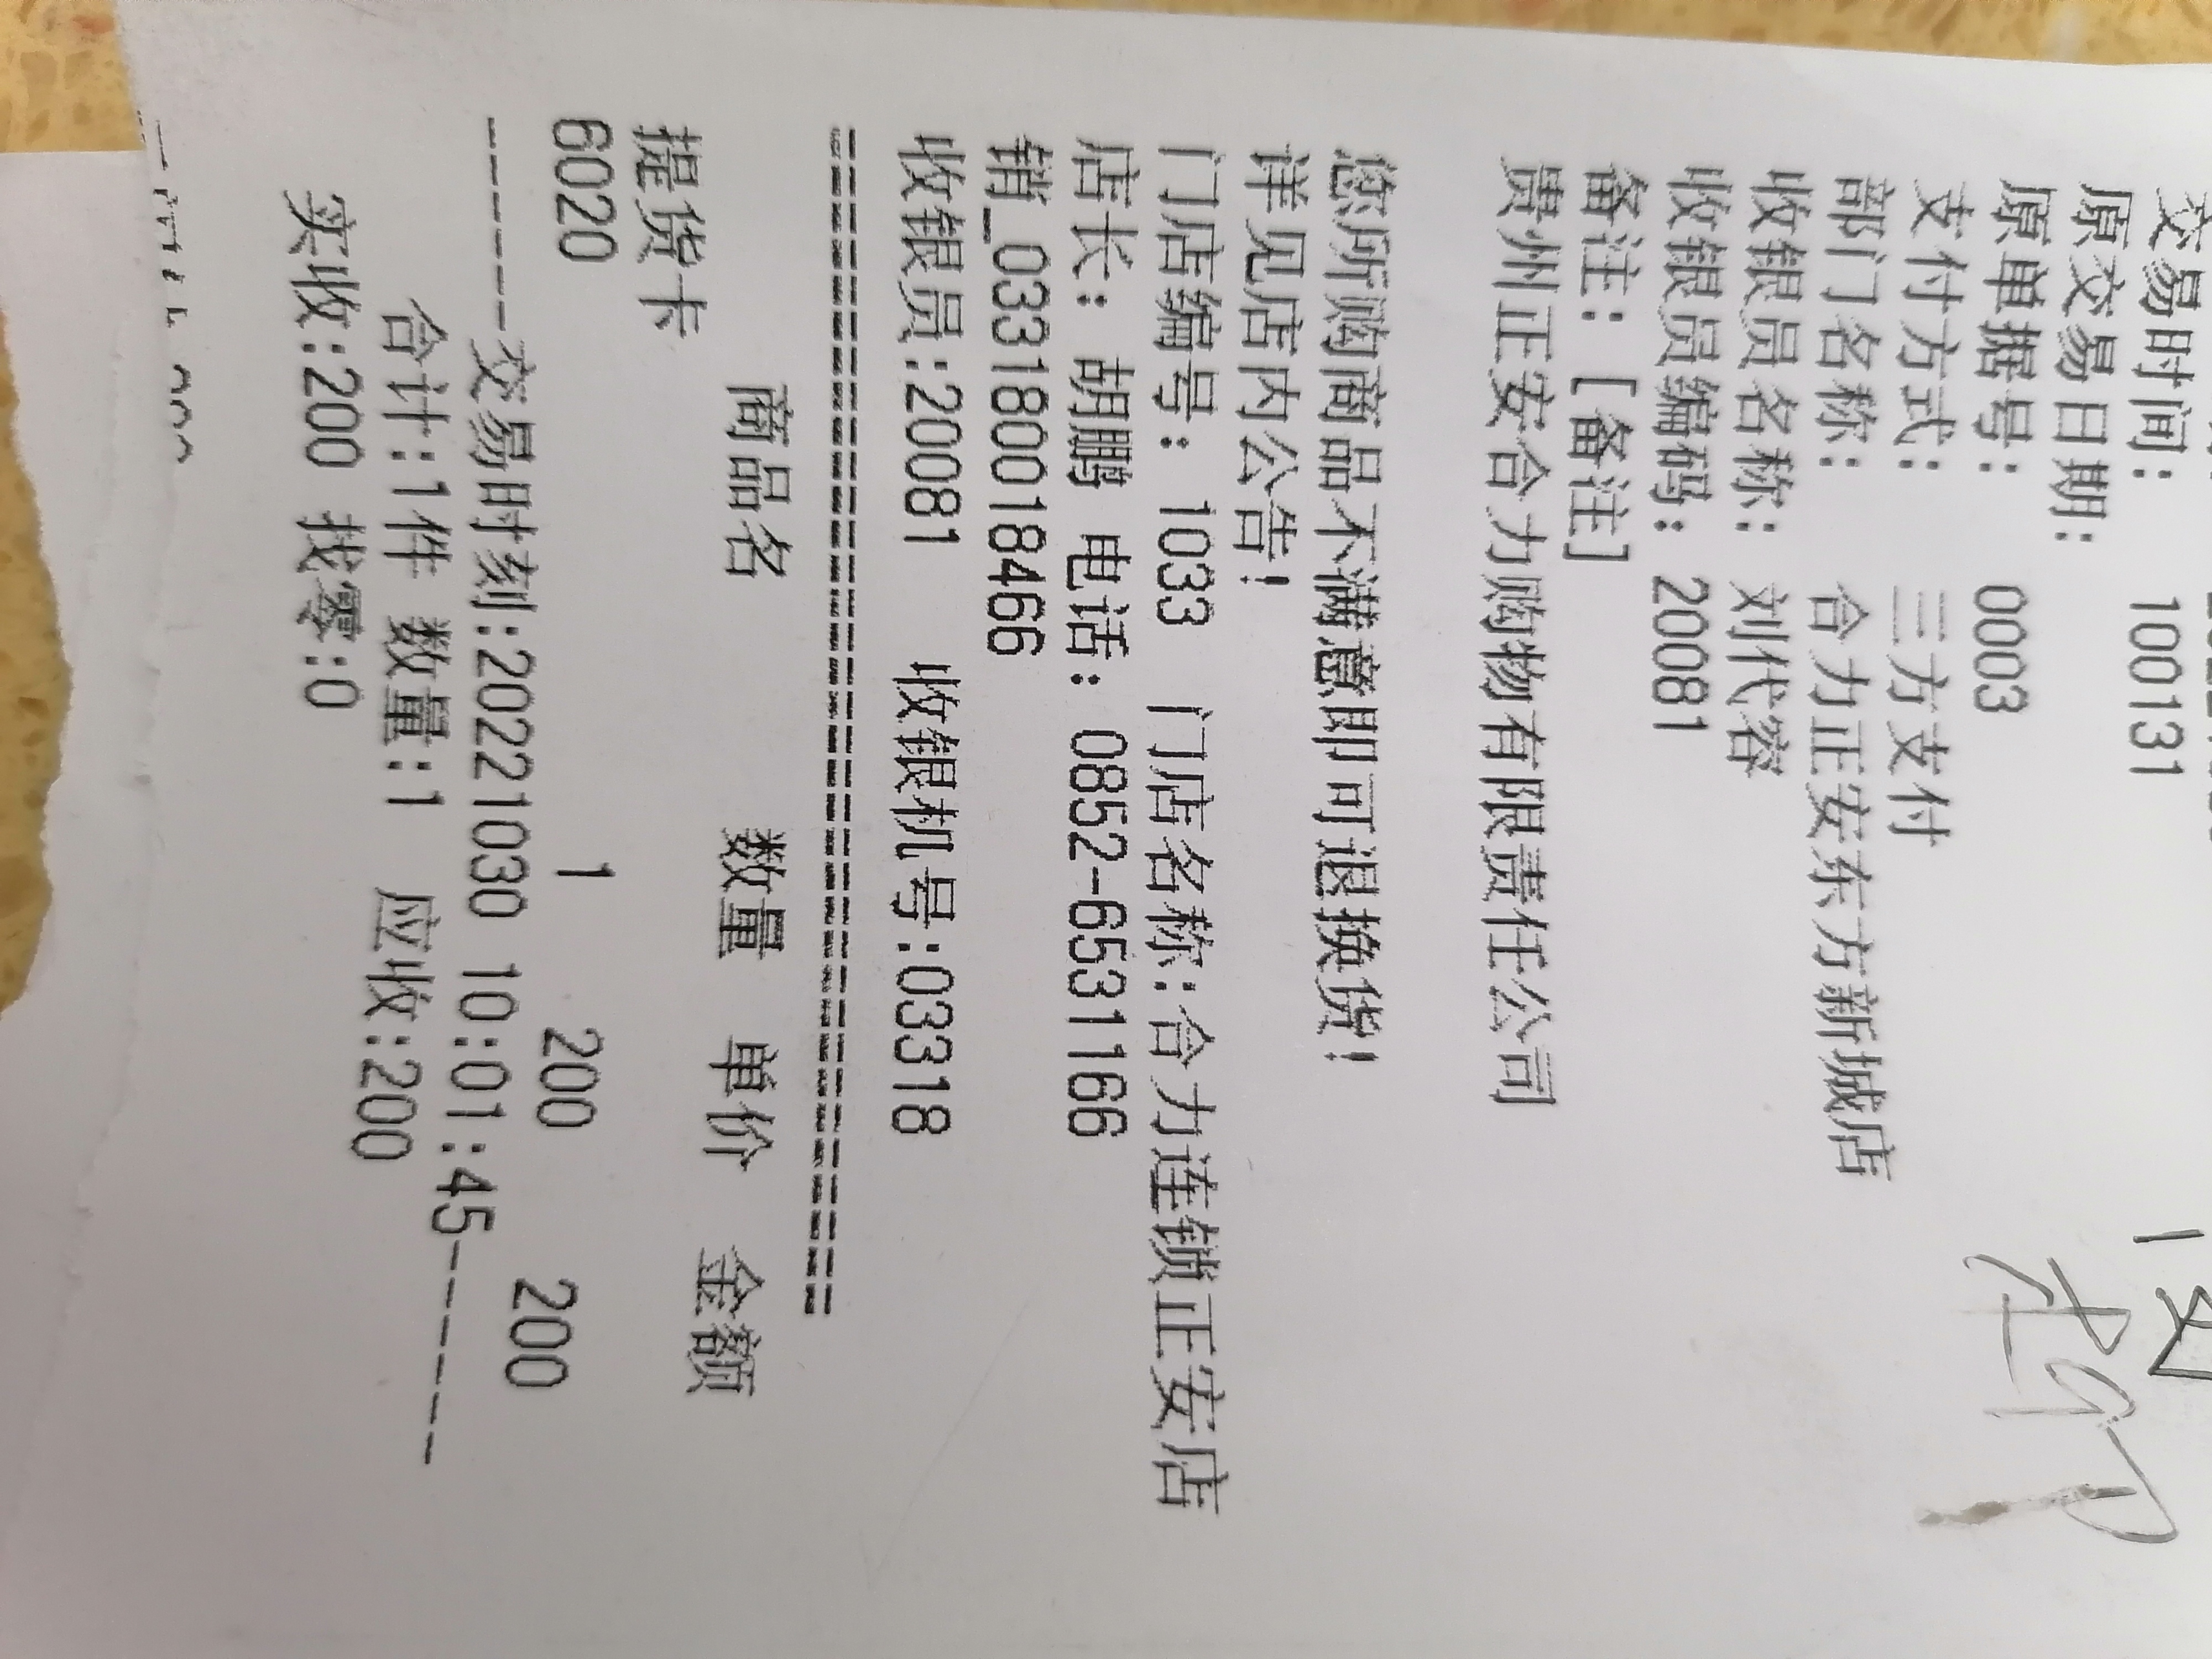 交易时间: 100131
原交易日期:
原单据号: 0003
支付方式: 三方支付
部门名称: 合力正安东方新城店
收银员名称: 刘代容
收银员编码: 20081
备注: [备注]
贵州正安合力购物有限责任公司
您所购商品不满意即可退换货!
详见店内公告!
门店编号: 1033 门店名称:合力连锁正安店
店长: 胡鹏 电话: 0852-6531166
销_033180018466
收银员:20081 收银机号:03318
商品名 数量 单价 金额
提货卡
6020 1 200 200
------交易时刻:20221030 10:01:45------
合计:1件 数量:1 应收:200
实收:200 找零:0